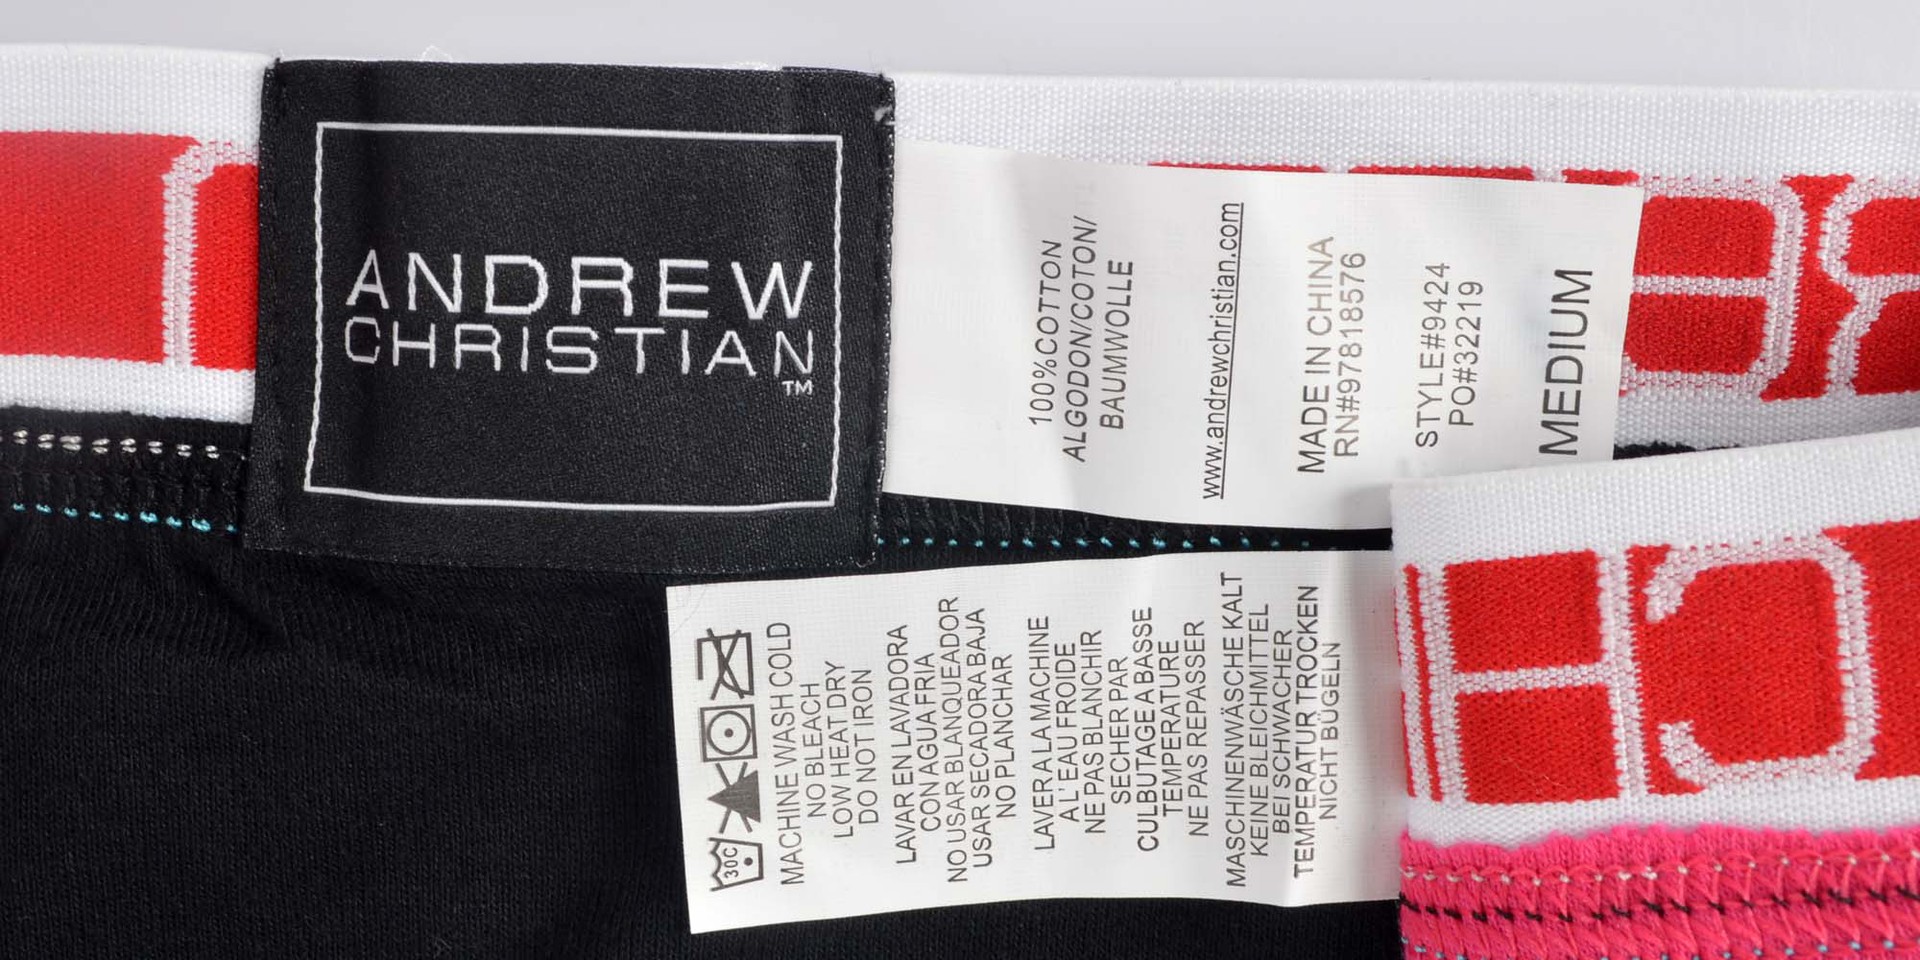 ANDREW
CHRISTIAN
TM
100%COTTON
ALGODON/COTON/
BAUMWOLLE
www.andrewchristian.com
MADE IN CHINA
RN#97818576
STYLE#9424
PO#322219
MEDIUM
30C
MACHINE WASH COLD
NO BLEACH
LOW HEAT DRY
DO NOT IRON
LAVAR EN LAVADORA
CON AGUA FRIA
NO USAR BLANQUEADOR
USAR SECADORA BAJA
NO PLANCHAR
LAVER A LA MACHINE
A L' EAU FROIDE
NE PAS BLANCHIR
SECHER PAR
CULBUTAGE A BASSE
TEMPERATURE
NE PAS REPASSER
MASCHINENWÄSCHE KALT
KEINE BLEICHMITTEL
BEI SCHWACHER
TEMPERATUR TROCKEN
NICHT BÜGELN